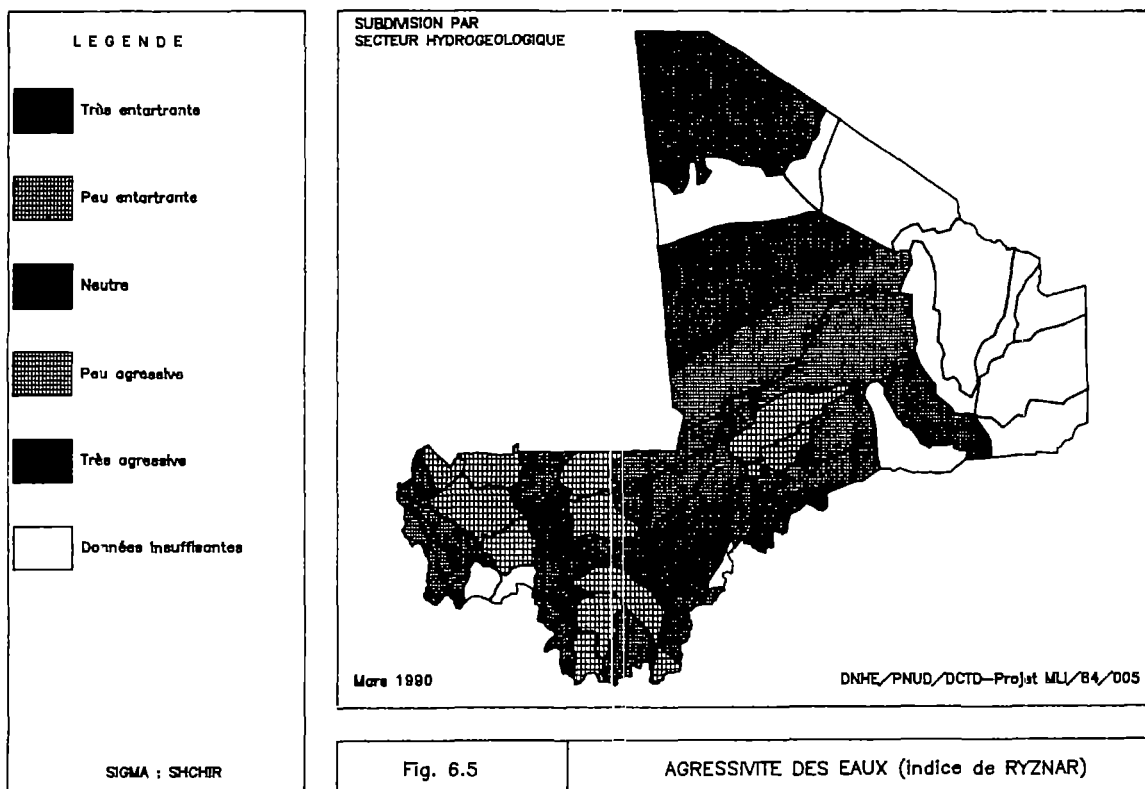 LEGENDE
Très entartrante
Peu entartrante
Neutre
Peu agressive
Très agressive
Données insuffisantes
SIGMA : SHCHIR
SUBDIVISION PAR
SECTEUR HYDROGEOLOGIQUE
Mars 1990
DNHE/PNUD/DCTD-Projet MLI/84/005
Fig. 6.5
AGRESSIVITE DES EAUX (indice de RYZNAR)